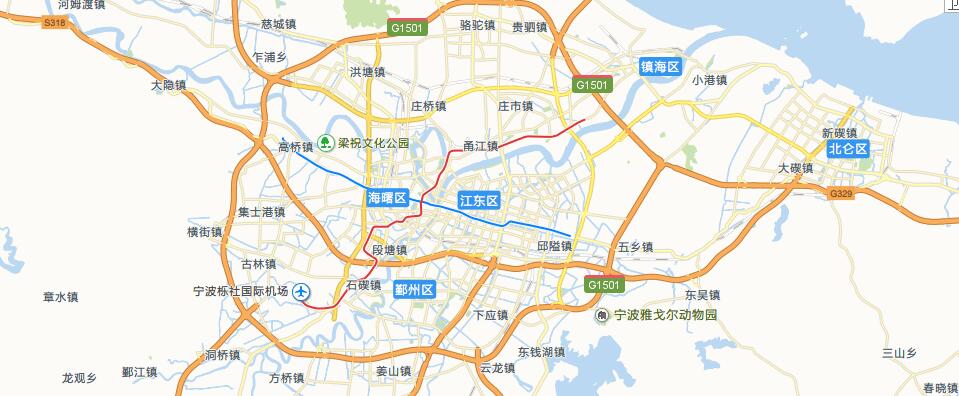 河姆渡镇
S318
慈城镇
G1501
骆驼镇
贵驷镇
乍浦乡
洪塘镇
镇海区
小港镇
大隐镇
G1501
庄桥镇
庄市镇
新碶镇
高桥镇
梁祝文化公园
甬江镇
北仑区
大碶镇
海曙区
江东区
G329
集士港镇
横街镇
段塘镇
邱隘镇
五乡镇
古林镇
宁波栎社国际机场
石碶镇
鄞州区
G1501
章水镇
东吴镇
下应镇
宁波雅戈尔动物园
洞桥镇
东钱湖镇
三山乡
龙观乡
鄞江镇
方桥镇
姜山镇
云龙镇
春晓镇